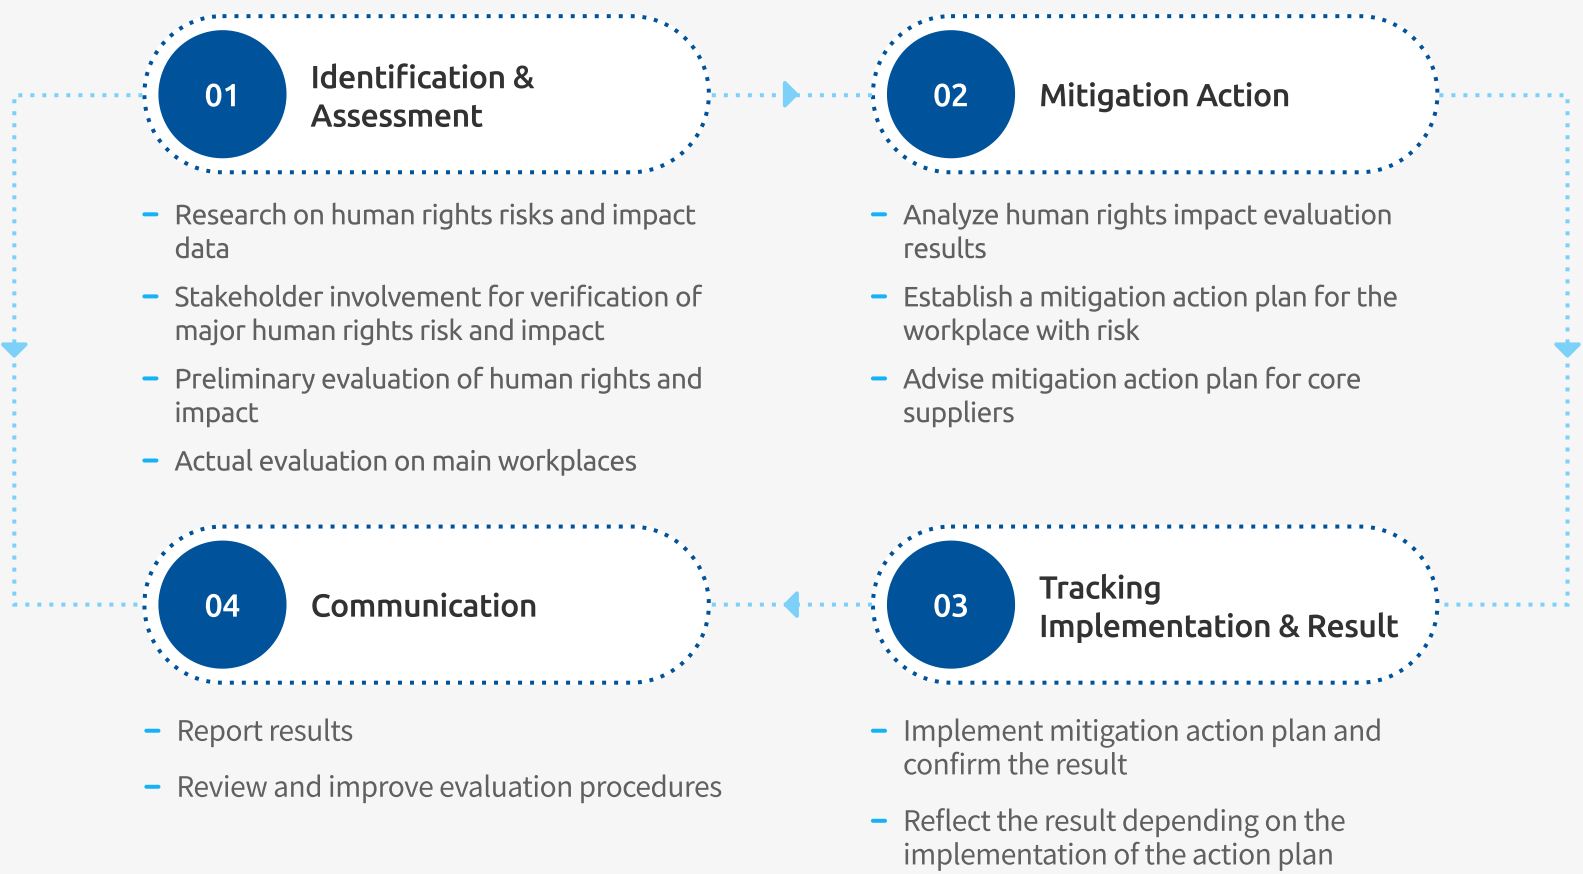 01
Identification &
Assessment
– Research on human rights risks and impact
data
– Stakeholder involvement for verification of
major human rights risk and impact
– Preliminary evaluation of human rights and
impact
– Actual evaluation on main workplaces
02
Mitigation Action
– Analyze human rights impact evaluation
results
– Establish a mitigation action plan for the
workplace with risk
– Advise mitigation action plan for core
suppliers
03
Tracking
Implementation & Result
– Implement mitigation action plan and
confirm the result
– Reflect the result depending on the
implementation of the action plan
04
Communication
– Report results
– Review and improve evaluation procedures